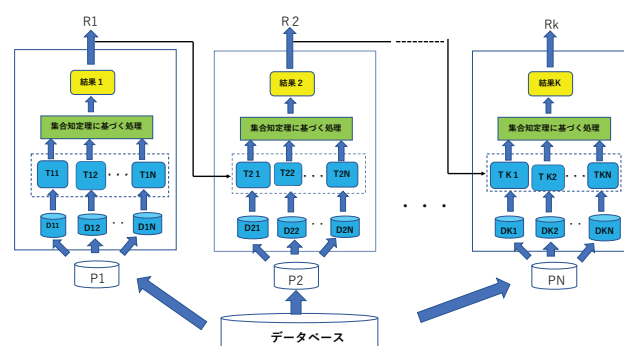 R1
R 2
Rk
結果 1
結果 2
結果K
集合知定理に基づく処理
集合知定理に基づく処理
集合知定理に基づく処理
T11
T12
・・・
T1N
T2 1
T22
・・・
T2N
T K 1
T K2
・・・
TKN
D11
D12
・・
D1N
D21
D22
・・
D2N
・・・
DK1
DK2
・・
DKN
P1
P2
PN
データベース